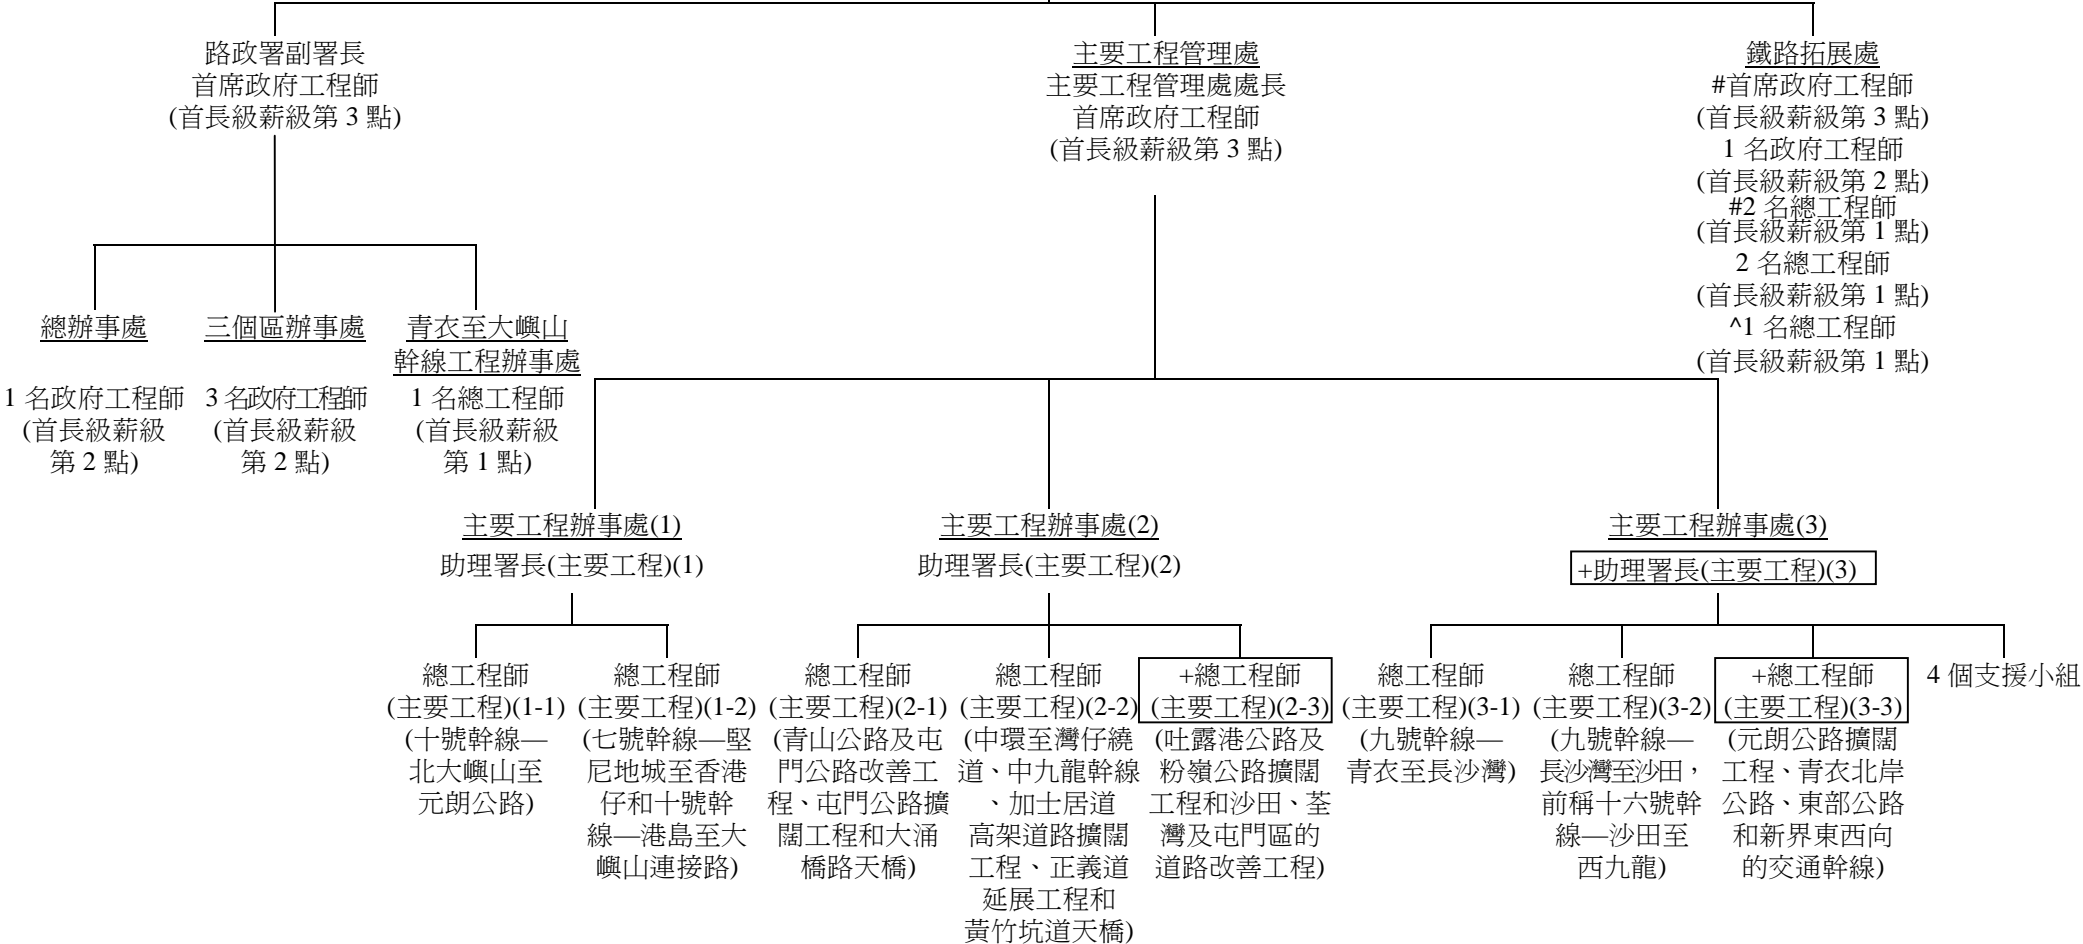 路政署副署長
首席政府工程師
(首長級薪級第 3 點)
主要工程管理處
主要工程管理處處長
首席政府工程師
(首長級薪級第 3 點)
鐵路拓展處
#首席政府工程師
(首長級薪級第 3 點)
1 名政府工程師
(首長級薪級第 2 點)
#2 名總工程師
(首長級薪級第 1 點)
2 名總工程師
(首長級薪級第 1 點)
^1 名總工程師
(首長級薪級第 1 點)
總辦事處
1 名政府工程師
(首長級薪級
第 2 點)
三個區辦事處
3 名政府工程師
(首長級薪級
第 2 點)
青衣至大嶼山
幹線工程辦事處
1 名總工程師
(首長級薪級
第 1 點)
主要工程辦事處(1)
助理署長(主要工程)(1)
主要工程辦事處(2)
助理署長(主要工程)(2)
主要工程辦事處(3)
+助理署長(主要工程)(3)
總工程師
(主要工程)(1-1)
(十號幹線—
北大嶼山至
元朗公路)
總工程師
(主要工程)(1-2)
(七號幹線—堅
尼地城至香港
仔和十號幹
線—港島至大
嶼山連接路)
總工程師
(主要工程)(2-1)
(青山公路及屯
門公路改善工
程、屯門公路擴
闊工程和大涌
橋路天橋)
總工程師
(主要工程)(2-2)
(中環至灣仔繞
道、中九龍幹線
、加士居道
高架道路擴闊
工程、正義道
延展工程和
黃竹坑道天橋)
+總工程師
(主要工程)(2-3)
(吐露港公路及
粉嶺公路擴闊
工程和沙田、荃
灣及屯門區的
道路改善工程)
總工程師
(主要工程)(3-1)
(九號幹線—
青衣至長沙灣)
總工程師
(主要工程)(3-2)
(九號幹線—
長沙灣至沙田，
前稱十六號幹
線—沙田至
西九龍)
+總工程師
(主要工程)(3-3)
(元朗公路擴闊
工程、青衣北岸
公路、東部公路
和新界東西向
的交通幹線)
4 個支援小組